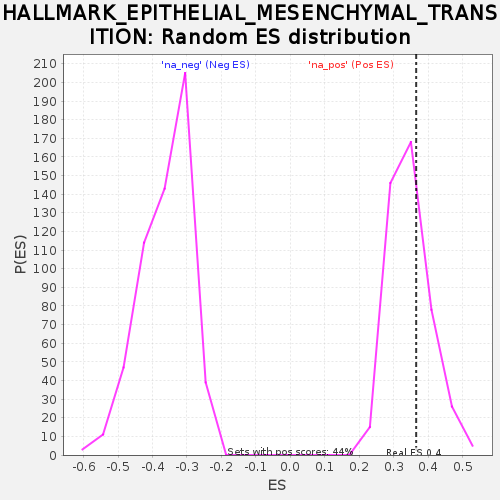 HALLMARK_EPITHELIAL_MESENCHYMAL_TRANS
ITION: Random ES distribution
'na_neg' (Neg ES)
'na_pos' (Pos ES)
210
200
190
180
170
160
150
140
130
120
110
100
90
80
70
60
50
40
30
20
10
0
P(ES)
Sets with pos scores: 44%
Real ES 0.4
-0.6 -0.5 -0.4 -0.3 -0.2 -0.1 0.0 0.1 0.2 0.3 0.4 0.5
ES